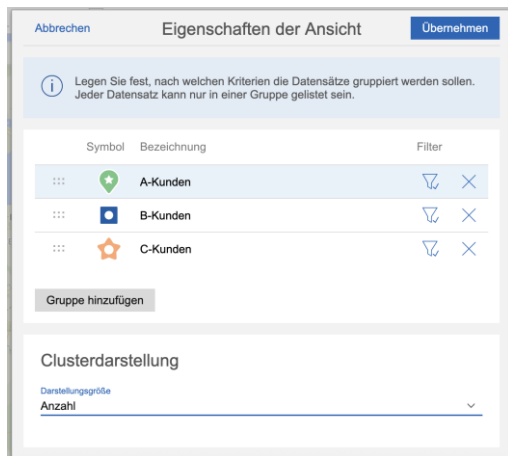 Abbrechen Eigenschaften der Ansicht Übernehmen
Legen Sie fest, nach welchen Kriterien die Datensätze gruppiert werden sollen.
Jeder Datensatz kann nur in einer Gruppe gelistet sein.
Symbol Bezeichnung Filter
A-Kunden
B-Kunden
C-Kunden
Gruppe hinzufügen
Clusterdarstellung
Darstellungsgröße
Anzahl